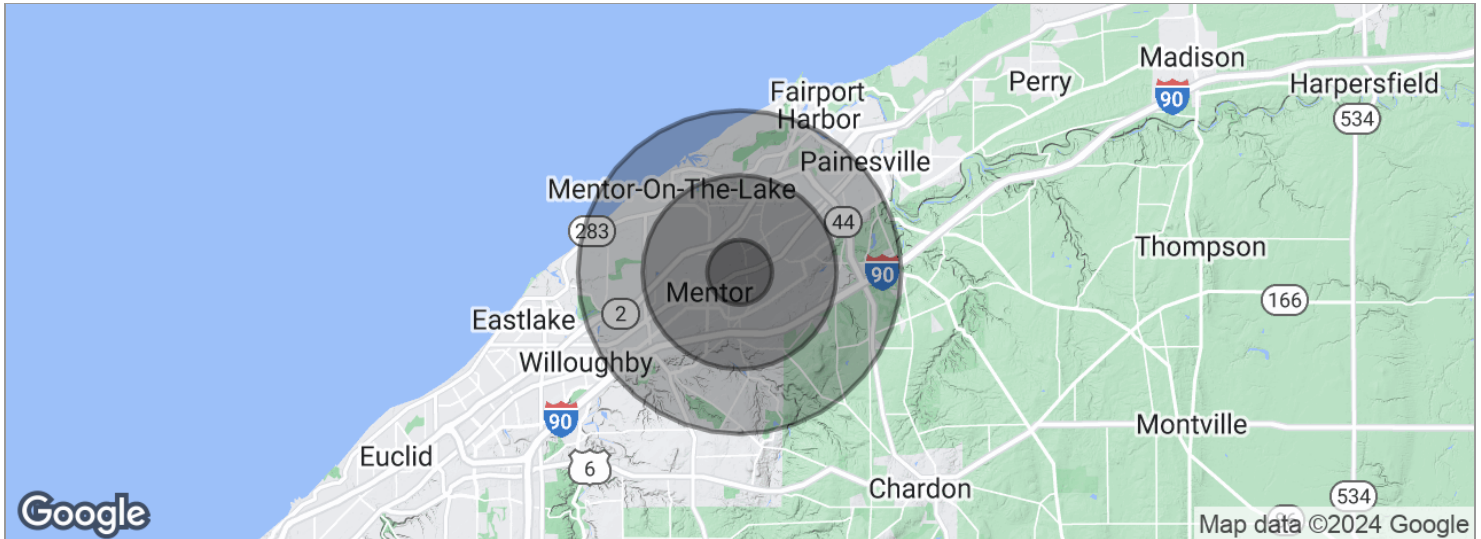 Madison
Perry
Fairport
Harbor
90
Harpersfield
534
Painesville
Mentor-On-The-Lake
44
283
Thompson
90
Mentor
166
2
Eastlake
Willoughby
90
Montville
Euclid
6
Chardon
534
Google
Map data ©2024 Google